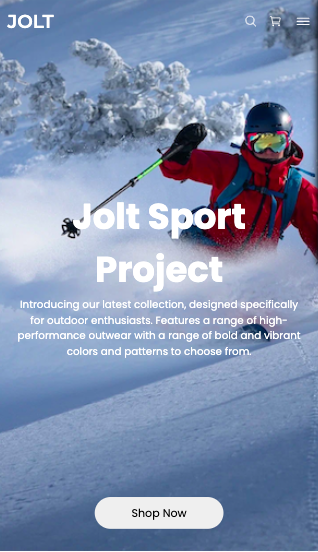 JOLT
Jolt Sport
Project
Introducing our latest collection, designed specifically
for outdoor enthusiasts. Features a range of high-
performance outwear with a range of bold and vibrant
colors and patterns to choose from.
Shop Now